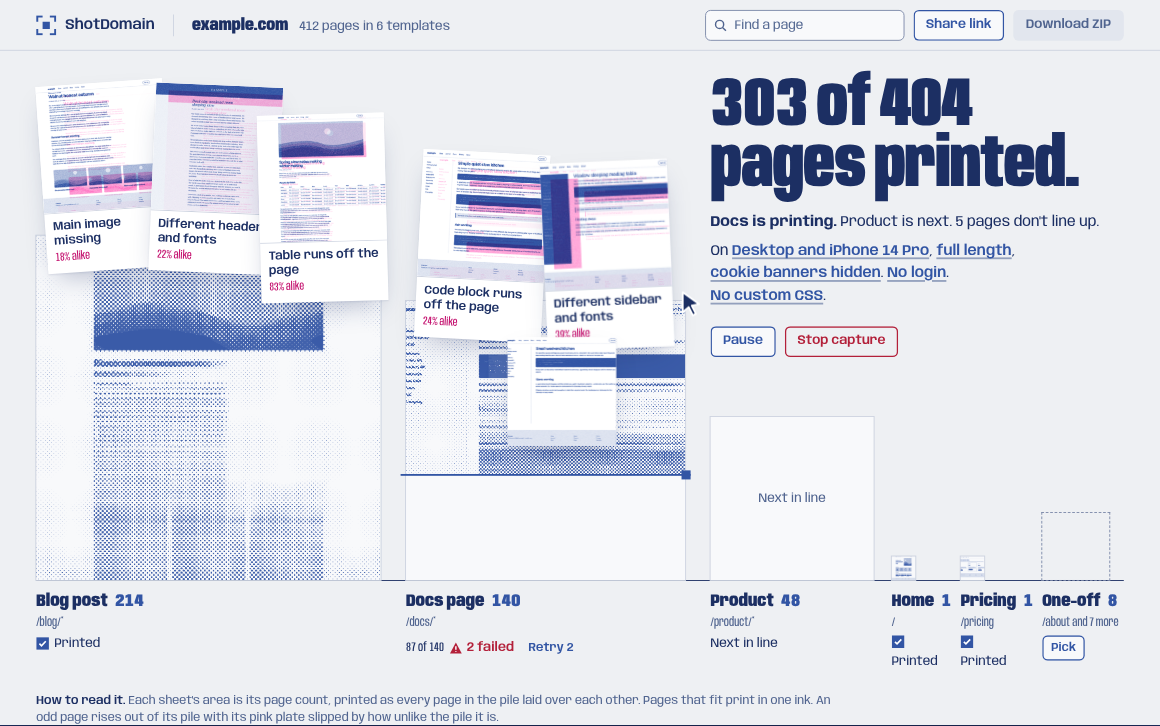 ShotDomain
example.com 412 pages in 6 templates
Find a page
Share link
Download ZIP
303 of 404
pages printed.
Docs is printing. Product is next. 5 pages don't line up.
On Desktop and iPhone 14 Pro, full length,
cookie banners hidden. No login.
No custom CSS.
Pause
Stop capture
Main image
missing
18% alike
Different header
and fonts
22% alike
Table runs off the
page
83% alike
Code block runs
off the page
24% alike
Different sidebar
and fonts
39% alike
Next in line
Blog post 214
/blog/*
Printed
Docs page 140
/docs/*
87 of 140
2 failed
Retry 2
Product 48
/product/*
Next in line
Home 1
/
Printed
Pricing 1
/pricing
Printed
One-off 8
/about and 7 more
Pick
How to read it. Each sheet's area is its page count, printed as every page in the pile laid over each other. Pages that fit print in one ink. An
odd page rises out of its pile with its pink plate slipped by how unlike the pile it is.